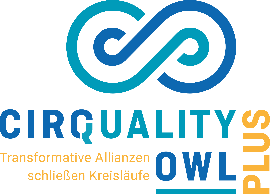 CIRQUALITY
Transformative Allianzen
schließen Kreisläufe
OWL
PLUS